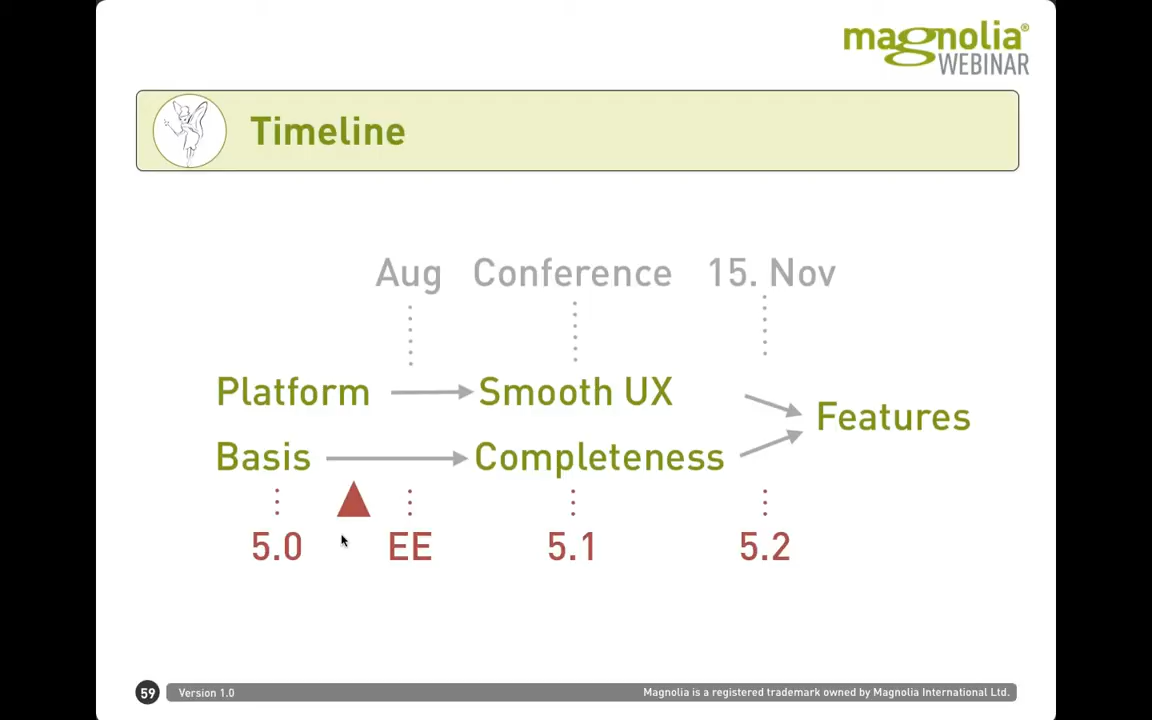 magnolia®
WEBINAR
Timeline
Aug Conference 15. Nov
Platform Smooth UX
Features
Basis Completeness
5.0 EE 5.1 5.2
59 Version 1.0 Magnolia is a registered trademark owned by Magnolia International Ltd.